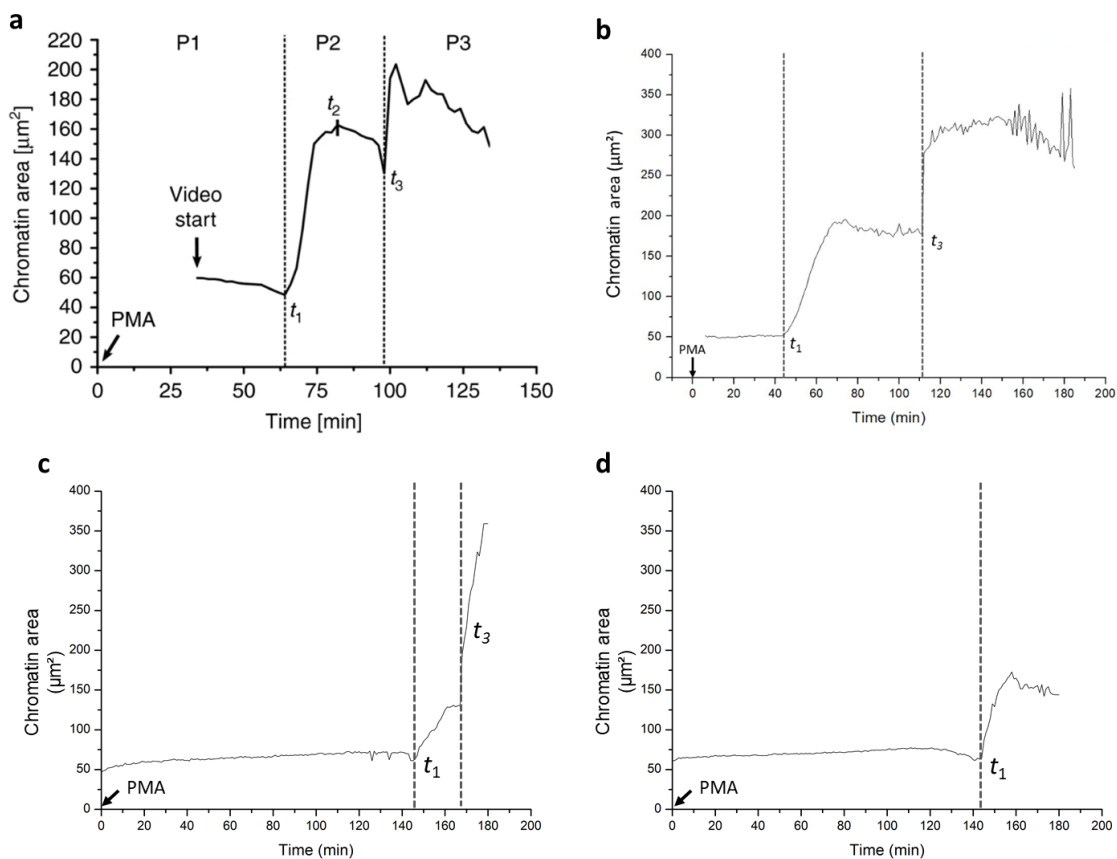 a
P1 P2 P3
220
200
180
160
140
120
100
80
60
40
20
0
Chromatin area [µm²]
Video
start
PMA
t1
t2
t3
0 25 50 75 100 125 150
Time [min]
b
400
350
300
250
200
150
100
50
0
Chromatin area (µm²)
PMA
t1
t3
0 20 40 60 80 100 120 140 160 180 200
Time (min)
c
400
350
300
250
200
150
100
50
0
Chromatin area
(µm²)
PMA
t1
t3
0 20 40 60 80 100 120 140 160 180 200
Time (min)
d
400
350
300
250
200
150
100
50
0
Chromatin area
(µm²)
PMA
t1
0 20 40 60 80 100 120 140 160 180 200
Time (min)